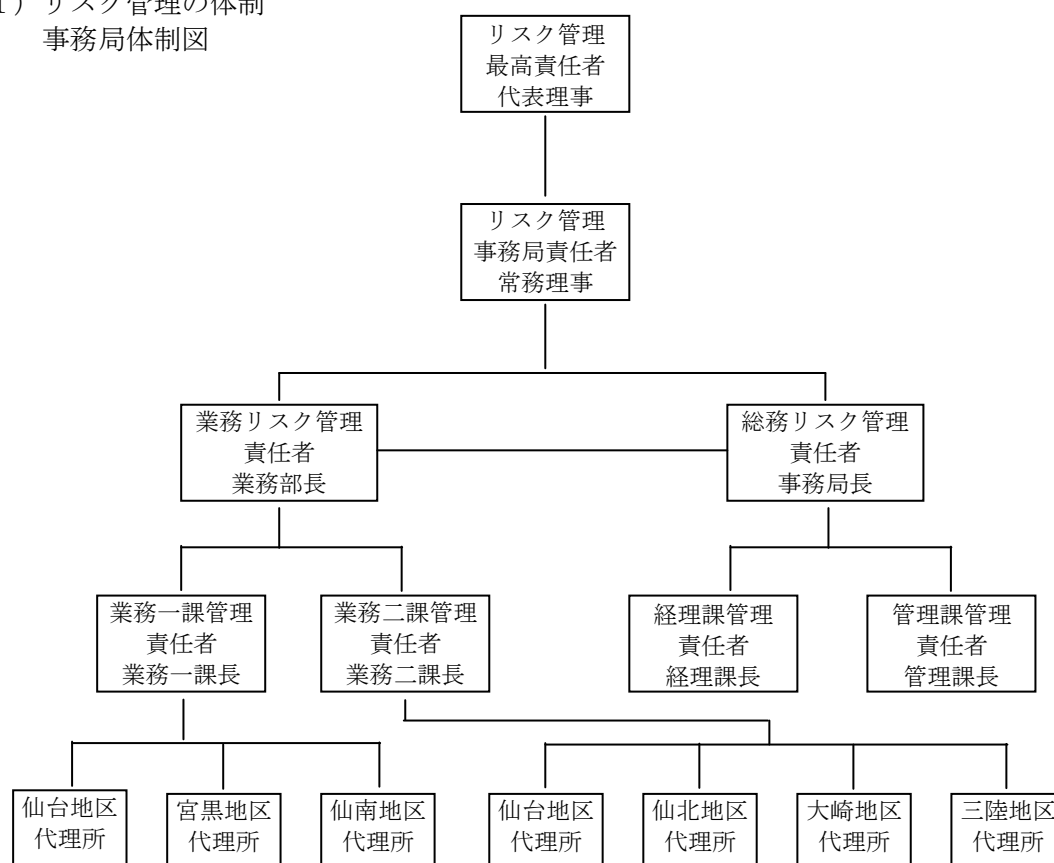 1) リスク管理の体制
事務局体制図
リスク管理
最高責任者
代表理事
リスク管理
事務局責任者
常務理事
業務リスク管理
責任者
業務部長
総務リスク管理
責任者
事務局長
業務一課管理
責任者
業務一課長
業務二課管理
責任者
業務二課長
経理課管理
責任者
経理課長
管理課管理
責任者
管理課長
仙台地区
代理所
宮黒地区
代理所
仙南地区
代理所
仙台地区
代理所
仙北地区
代理所
大崎地区
代理所
三陸地区
代理所